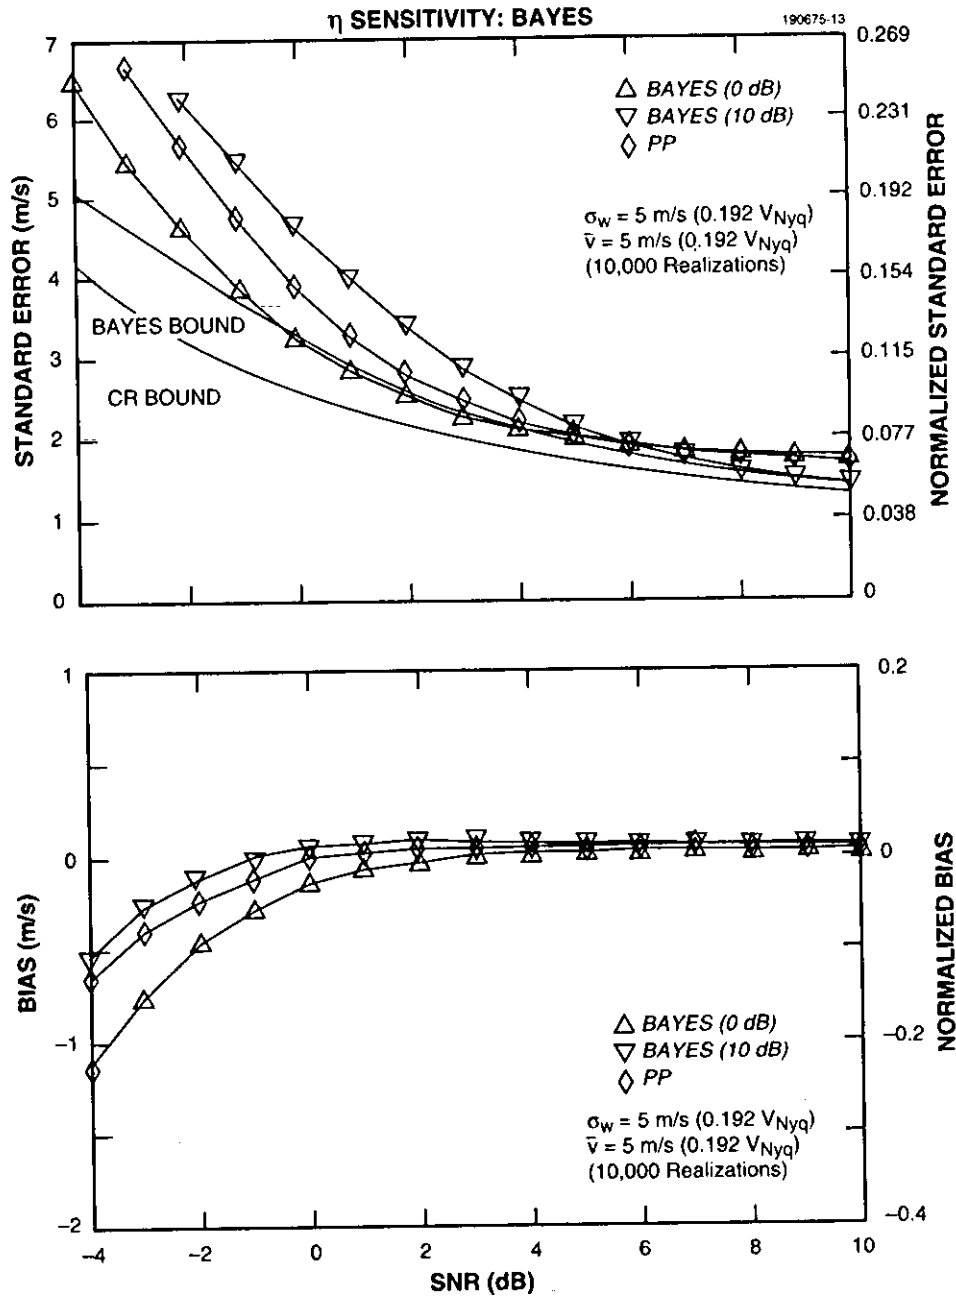 η SENSITIVITY: BAYES
190675-13
7
6
5
4
3
2
1
0
STANDARD ERROR (m/s)
0.269
0.231
0.192
0.154
0.115
0.077
0.038
0
NORMALIZED STANDARD ERROR
BAYES (0 dB)
BAYES (10 dB)
PP
σw = 5 m/s (0.192 VNyq)
v̄ = 5 m/s (0.192 VNyq)
(10,000 Realizations)
BAYES BOUND
CR BOUND
1
0
−1
−2
BIAS (m/s)
0.2
0
−0.2
−0.4
NORMALIZED BIAS
BAYES (0 dB)
BAYES (10 dB)
PP
σw = 5 m/s (0.192 VNyq)
v̄ = 5 m/s (0.192 VNyq)
(10,000 Realizations)
−4 −2 0 2 4 6 8 10
SNR (dB)